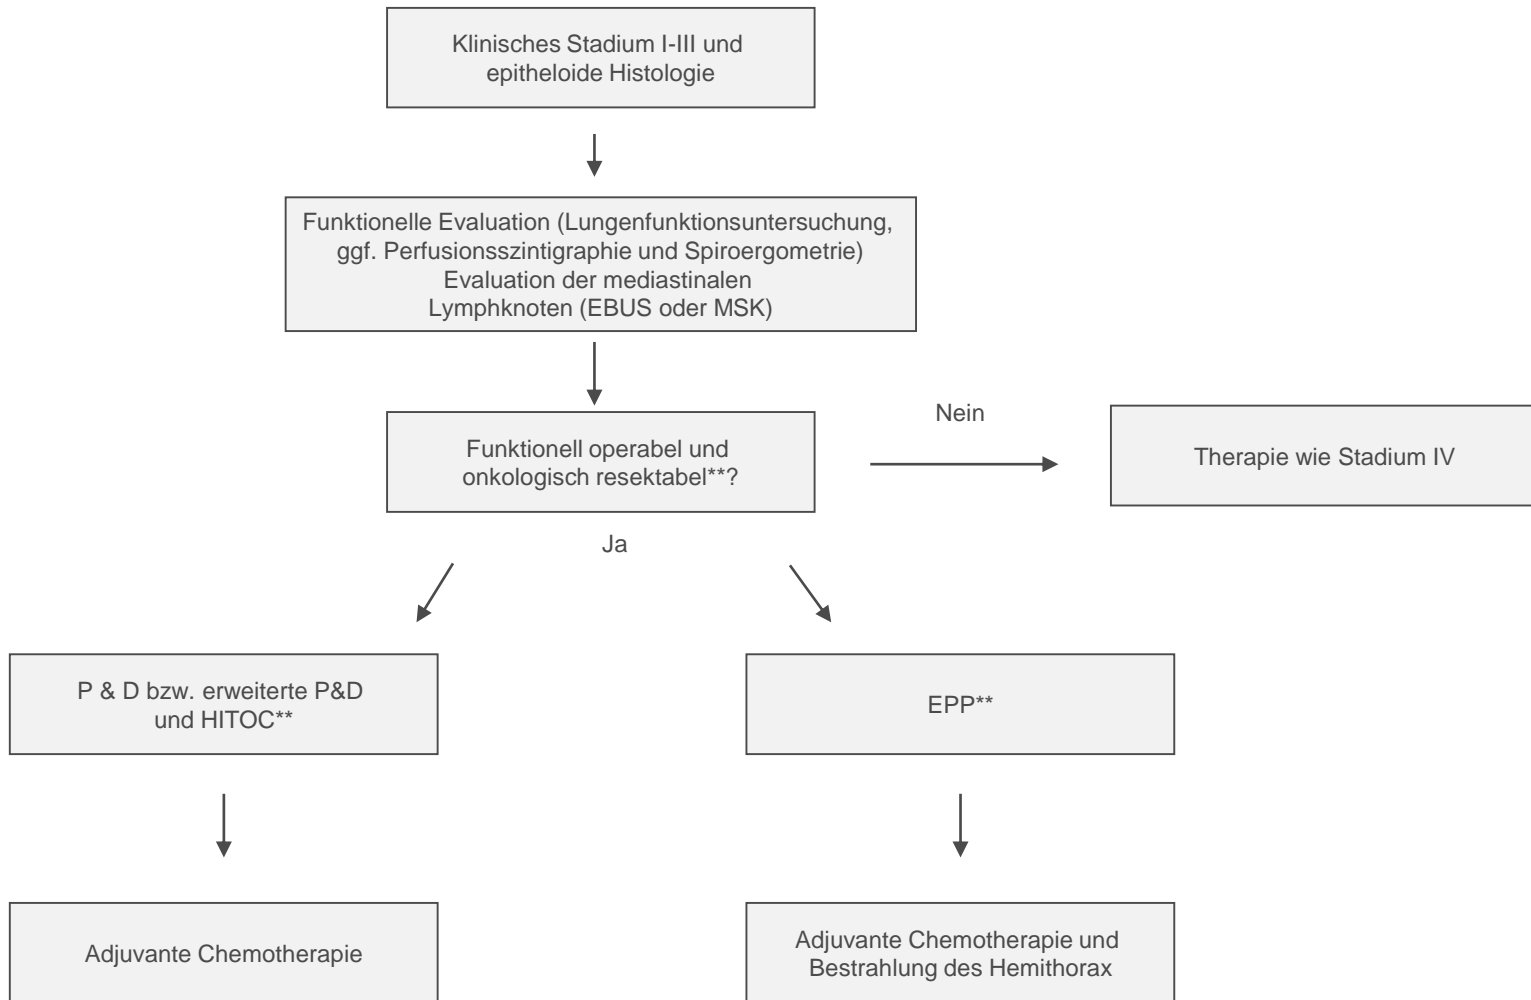 Klinisches Stadium I-III und
epitheloide Histologie
Funktionelle Evaluation (Lungenfunktionsuntersuchung,
ggf. Perfusionsszintigraphie und Spiroergometrie)
Evaluation der mediastinalen
Lymphknoten (EBUS oder MSK)
Funktionell operabel und
onkologisch resektabel**?
Nein
Therapie wie Stadium IV
Ja
P & D bzw. erweiterte P&D
und HITOC**
EPP**
Adjuvante Chemotherapie
Adjuvante Chemotherapie und
Bestrahlung des Hemithorax